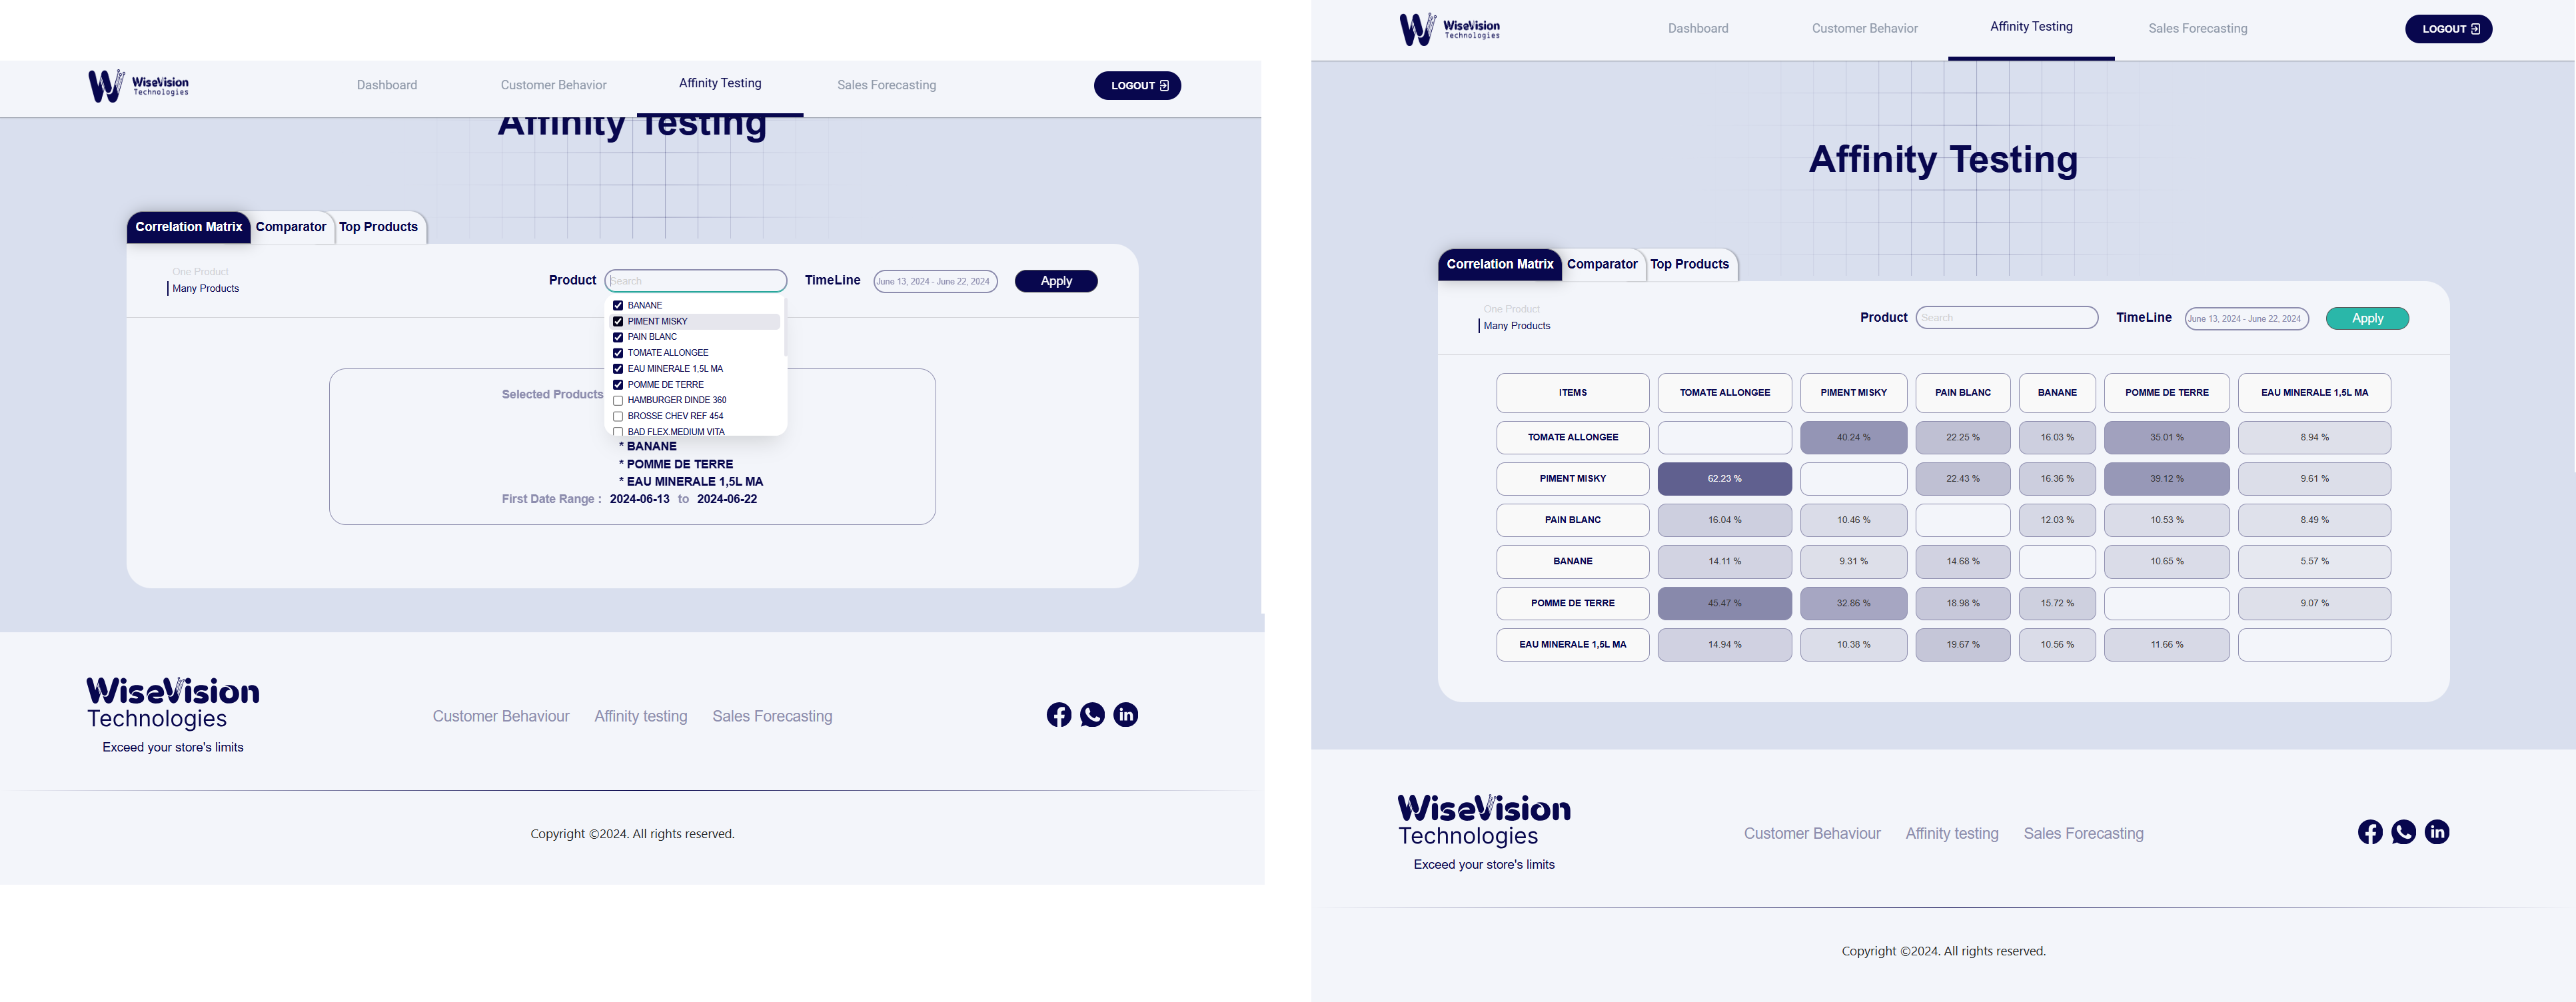 WiseVision
Technologies
Dashboard
Customer Behavior
Affinity Testing
Sales Forecasting
LOGOUT
Affinity Testing
Correlation Matrix
Comparator
Top Products
One Product
Many Products
Product
Search
TimeLine
June 13, 2024 - June 22, 2024
Apply
BANANE
PIMENT MISKY
PAIN BLANC
TOMATE ALLONGEE
EAU MINERALE 1,5L MA
POMME DE TERRE
HAMBURGER DINDE 360
BROSSE CHEV REF 454
BAD FLEX.MEDIUM VITA
Selected Products
* BANANE
* POMME DE TERRE
* EAU MINERALE 1,5L MA
First Date Range : 2024-06-13 to 2024-06-22
WiseVision
Technologies
Exceed your store's limits
Customer Behaviour
Affinity testing
Sales Forecasting
Copyright ©2024. All rights reserved.
WiseVision
Technologies
Dashboard
Customer Behavior
Affinity Testing
Sales Forecasting
LOGOUT
Affinity Testing
Correlation Matrix
Comparator
Top Products
One Product
Many Products
Product
Search
TimeLine
June 13, 2024 - June 22, 2024
Apply
ITEMS TOMATE ALLONGEE PIMENT MISKY PAIN BLANC BANANE POMME DE TERRE EAU MINERALE 1,5L MA
TOMATE ALLONGEE 40.24 % 22.25 % 16.03 % 35.01 % 8.94 %
PIMENT MISKY 62.23 % 22.43 % 16.36 % 39.12 % 9.61 %
PAIN BLANC 16.04 % 10.46 % 12.03 % 10.53 % 8.49 %
BANANE 14.11 % 9.31 % 14.68 % 10.65 % 5.57 %
POMME DE TERRE 45.47 % 32.86 % 18.98 % 15.72 % 9.07 %
EAU MINERALE 1,5L MA 14.94 % 10.38 % 19.67 % 10.56 % 11.66 %
WiseVision
Technologies
Exceed your store's limits
Customer Behaviour
Affinity testing
Sales Forecasting
Copyright ©2024. All rights reserved.